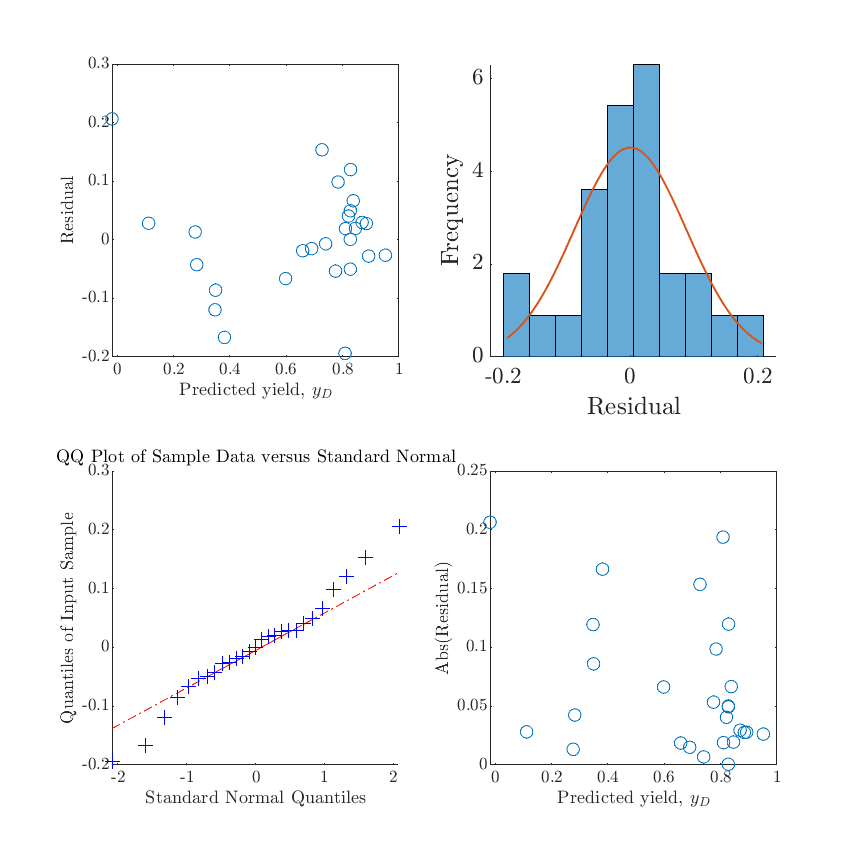 0.3
0.2
0.1
0
-0.1
-0.2
0 0.2 0.4 0.6 0.8 1
Residual
Predicted yield, y_D
6
4
2
0
-0.2 0 0.2
Frequency
Residual
QQ Plot of Sample Data versus Standard Normal
0.3
0.2
0.1
0
-0.1
-0.2
-2 -1 0 1 2
Quantiles of Input Sample
Standard Normal Quantiles
0.25
0.2
0.15
0.1
0.05
0
0 0.2 0.4 0.6 0.8 1
Abs(Residual)
Predicted yield, y_D